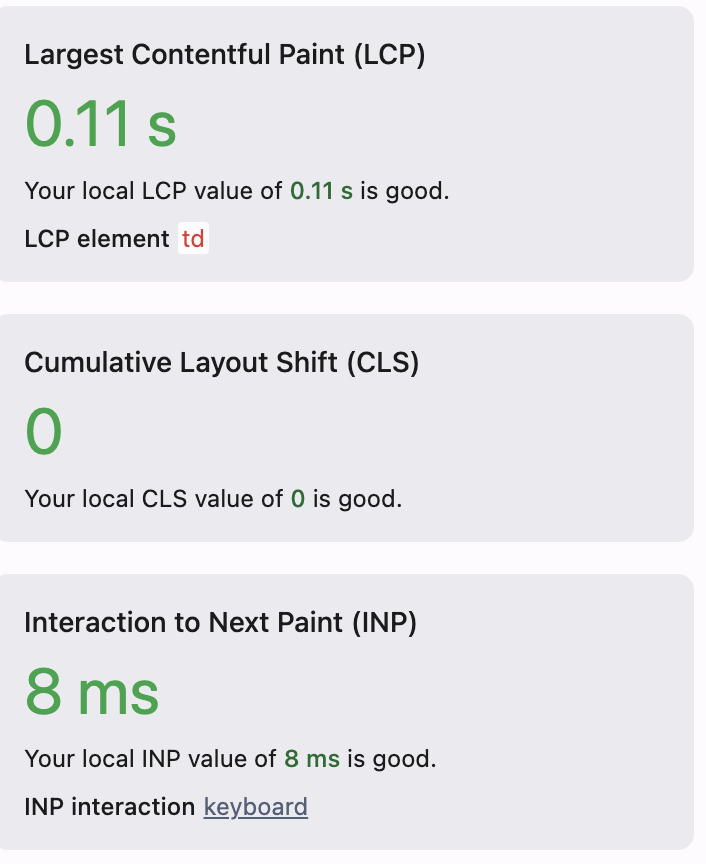 Largest Contentful Paint (LCP)
0.11 s
Your local LCP value of 0.11 s is good.
LCP element td
Cumulative Layout Shift (CLS)
0
Your local CLS value of 0 is good.
Interaction to Next Paint (INP)
8 ms
Your local INP value of 8 ms is good.
INP interaction keyboard